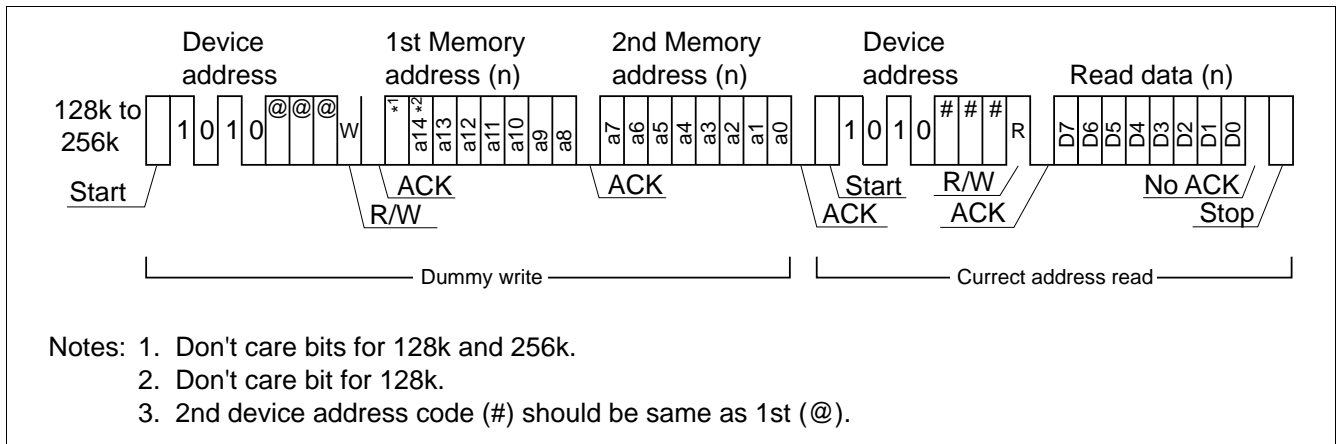 Device address
1st Memory address (n)
2nd Memory address (n)
Device address
Read data (n)
128k to 256k
1 0 1 0 @ @ @ W
*1 a14 *2 a13 a12 a11 a10 a9 a8
a7 a6 a5 a4 a3 a2 a1 a0
1 0 1 0 # # # R
D7 D6 D5 D4 D3 D2 D1 D0
Start
R/W
ACK
ACK
ACK
Start
R/W
ACK
No ACK
Stop
Dummy write
Currect address read
Notes: 1. Don't care bits for 128k and 256k.
2. Don't care bit for 128k.
3. 2nd device address code (#) should be same as 1st (@).